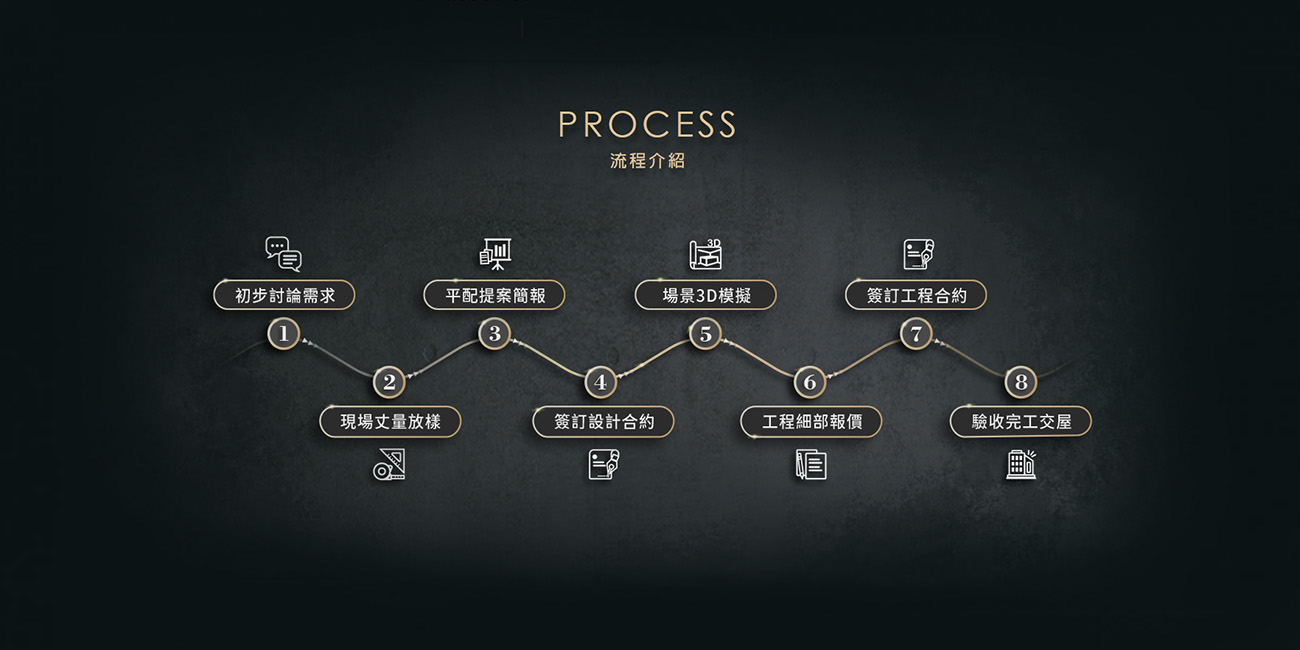 PROCESS
流程介紹
初步討論需求
1
2
現場丈量放樣
平配提案簡報
3
4
簽訂設計合約
3D
場景3D模擬
5
6
工程細部報價
簽訂工程合約
7
8
驗收完工交屋